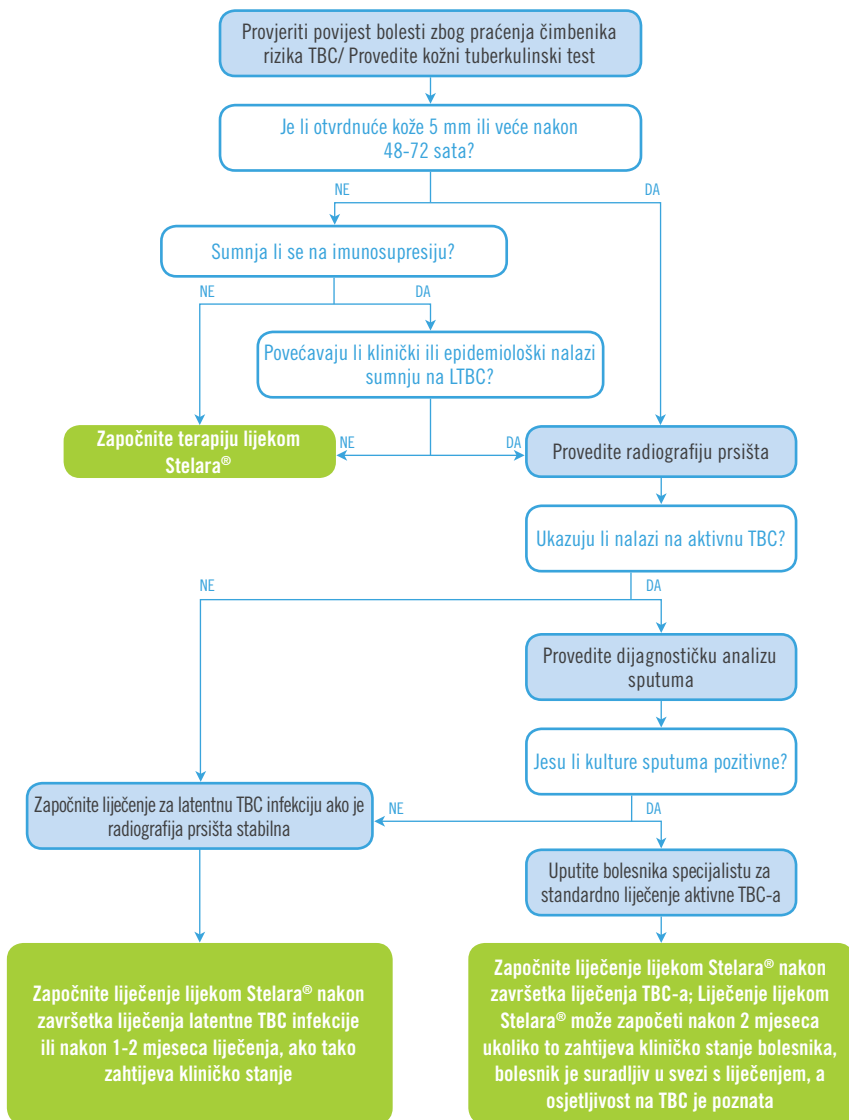 Provjeriti povijest bolesti zbog praćenja čimbenika
rizika TBC/ Provedite kožni tuberkulinski test
Je li otvrdnuće kože 5 mm ili veće nakon
48-72 sata?
NE
DA
Sumnja li se na imunosupresiju?
NE
DA
Povećavaju li klinički ili epidemiološki nalazi
sumnju na LTBC?
Započnite terapiju lijekom
Stelara®
NE
DA
Provedite radiografiju prsišta
Ukazuju li nalazi na aktivnu TBC?
NE
DA
Provedite dijagnostičku analizu
sputuma
Jesu li kulture sputuma pozitivne?
Započnite liječenje za latentnu TBC infekciju ako je
radiografija prsišta stabilna
NE
DA
Uputite bolesnika specijalistu za
standardno liječenje aktivne TBC-a
Započnite liječenje lijekom Stelara® nakon
završetka liječenja latentne TBC infekcije
ili nakon 1-2 mjeseca liječenja, ako tako
zahtijeva kliničko stanje
Započnite liječenje lijekom Stelara® nakon
završetka liječenja TBC-a; Liječenje lijekom
Stelara® može započeti nakon 2 mjeseca
ukoliko to zahtijeva kliničko stanje bolesnika,
bolesnik je suradljiv u svezi s liječenjem, a
osjetljivost na TBC je poznata